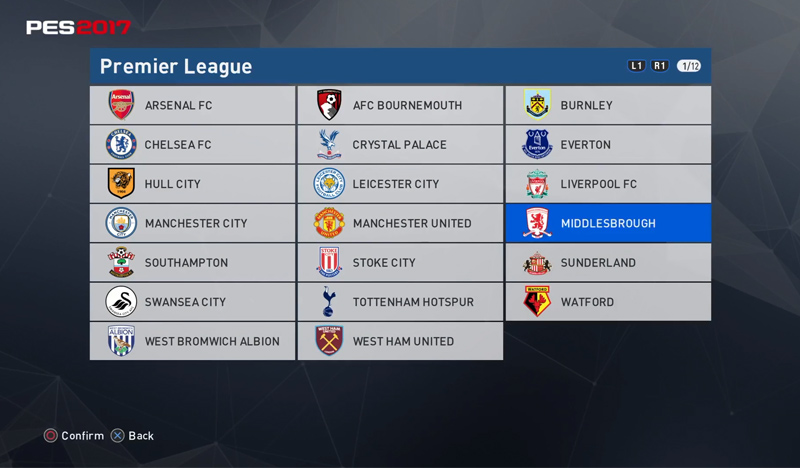 PES2017
Premier League
L1 R1 1/12
ARSENAL FC AFC BOURNEMOUTH BURNLEY
CHELSEA FC CRYSTAL PALACE EVERTON
HULL CITY LEICESTER CITY LIVERPOOL FC
MANCHESTER CITY MANCHESTER UNITED MIDDLESBROUGH
SOUTHAMPTON STOKE CITY SUNDERLAND
SWANSEA CITY TOTTENHAM HOTSPUR WATFORD
WEST BROMWICH ALBION WEST HAM UNITED
Confirm Back